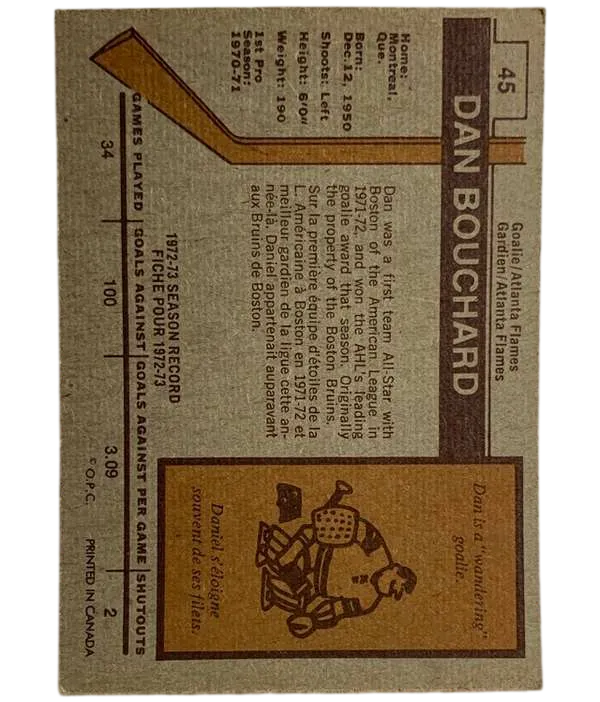 45
DAN BOUCHARD
Goalie/Atlanta Flames
Gardien/Atlanta Flames
Home:
Montreal,
Que.
Born:
Dec. 12, 1950
Shoots: Left
Height: 6'0"
Weight: 190
1st Pro
Season:
1970-71
Dan was a first team All-Star with
Boston of the American League in
1971-72, and won the AHL's leading
goalie award that season. Originally
the property of the Boston Bruins.
Sur la première équipe d'étoiles de la
L. Américaine à Boston en 1971-72 et
meilleur gardien de la ligue cette an-
née-là. Daniel appartenait auparavant
aux Bruins de Boston.
Dan is a "wandering"
goalie.
Daniel s'éloigne
souvent de ses filets.
1972-73 SEASON RECORD
FICHE POUR 1972-73
GAMES PLAYED GOALS AGAINST GOALS AGAINST PER GAME SHUTOUTS
34 100 3.09 2
© O.P.C. PRINTED IN CANADA